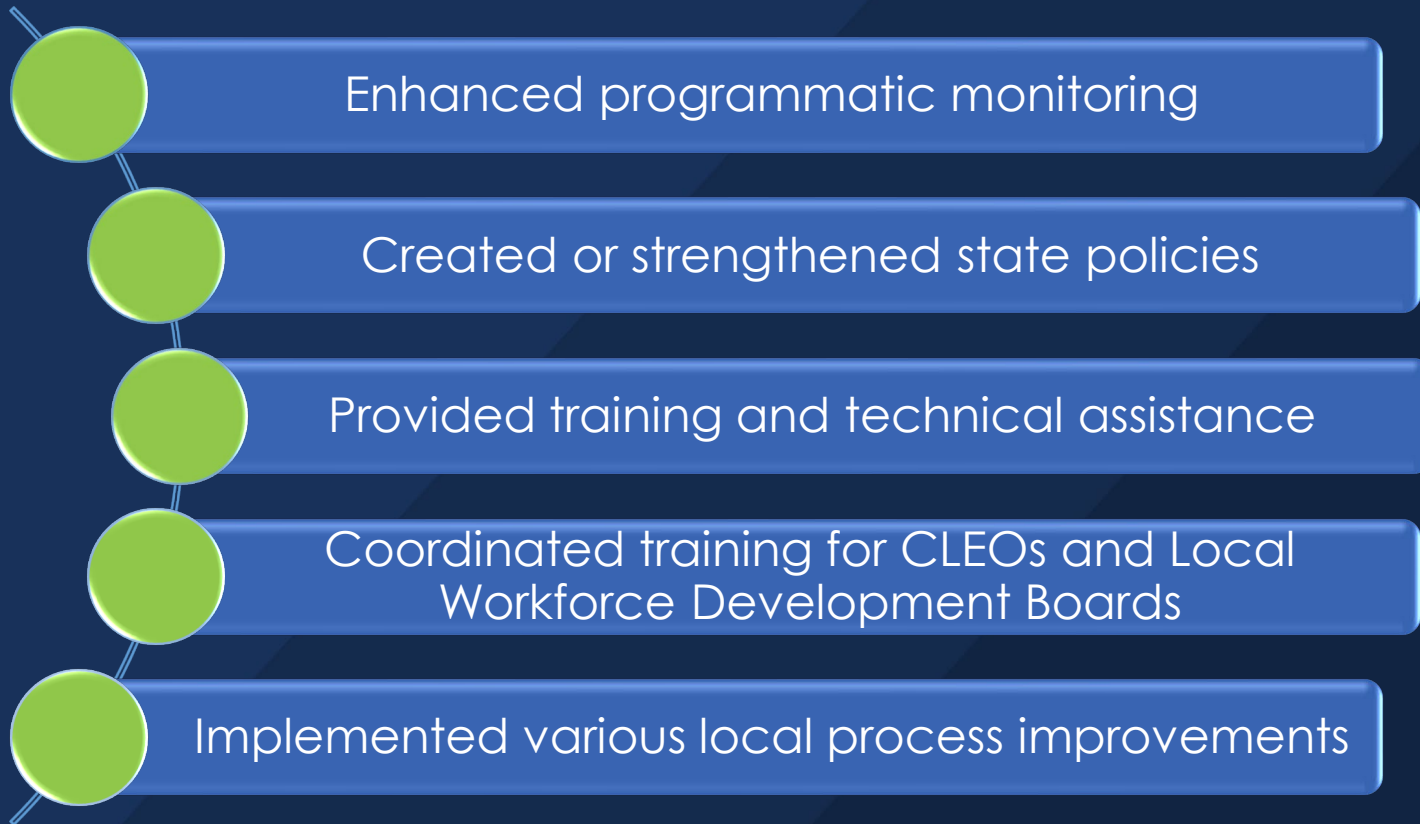 Enhanced programmatic monitoring
Created or strengthened state policies
Provided training and technical assistance
Coordinated training for CLEOs and Local
Workforce Development Boards
Implemented various local process improvements